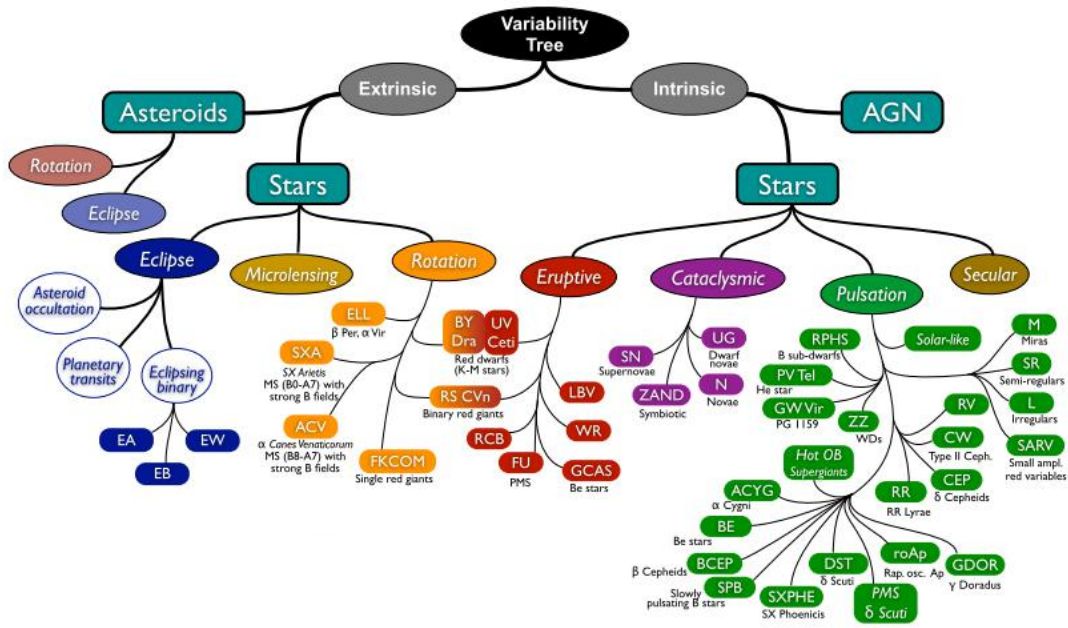 Variability
Tree
Extrinsic
Intrinsic
Asteroids
AGN
Rotation
Eclipse
Stars
Stars
Eclipse
Microlensing
Rotation
Eruptive
Cataclysmic
Pulsation
Secular
Asteroid
occultation
Planetary
transits
Eclipsing
binary
EA
EB
EW
ELL
β Per, α Vir
SXA
SX Arietis
MS (B0-A7) with
strong B fields
ACV
α Canes Venaticorum
MS (B8-A7) with
strong B fields
FKCOM
Single red giants
BY
Dra
UV
Ceti
Red dwarfs
(K-M stars)
RS CVn
Binary red giants
LBV
WR
RCB
FU
PMS
GCAS
Be stars
SN
Supernovae
ZAND
Symbiotic
UG
Dwarf
novae
N
Novae
RPHS
B sub-dwarfs
Solar-like
PV Tel
He star
GW Vir
PG 1159
ZZ
WDs
M
Miras
SR
Semi-regulars
L
Irregulars
SARV
Small ampl.
red variables
RV
CW
Type II Ceph.
CEP
δ Cepheids
RR
RR Lyrae
Hot OB
Supergiants
ACYG
α Cygni
BE
Be stars
BCEP
β Cepheids
SPB
Slowly
pulsating B stars
SXPHE
SX Phoenicis
DST
δ Scuti
PMS
δ Scuti
roAp
Rap. osc. Ap
GDOR
γ Doradus